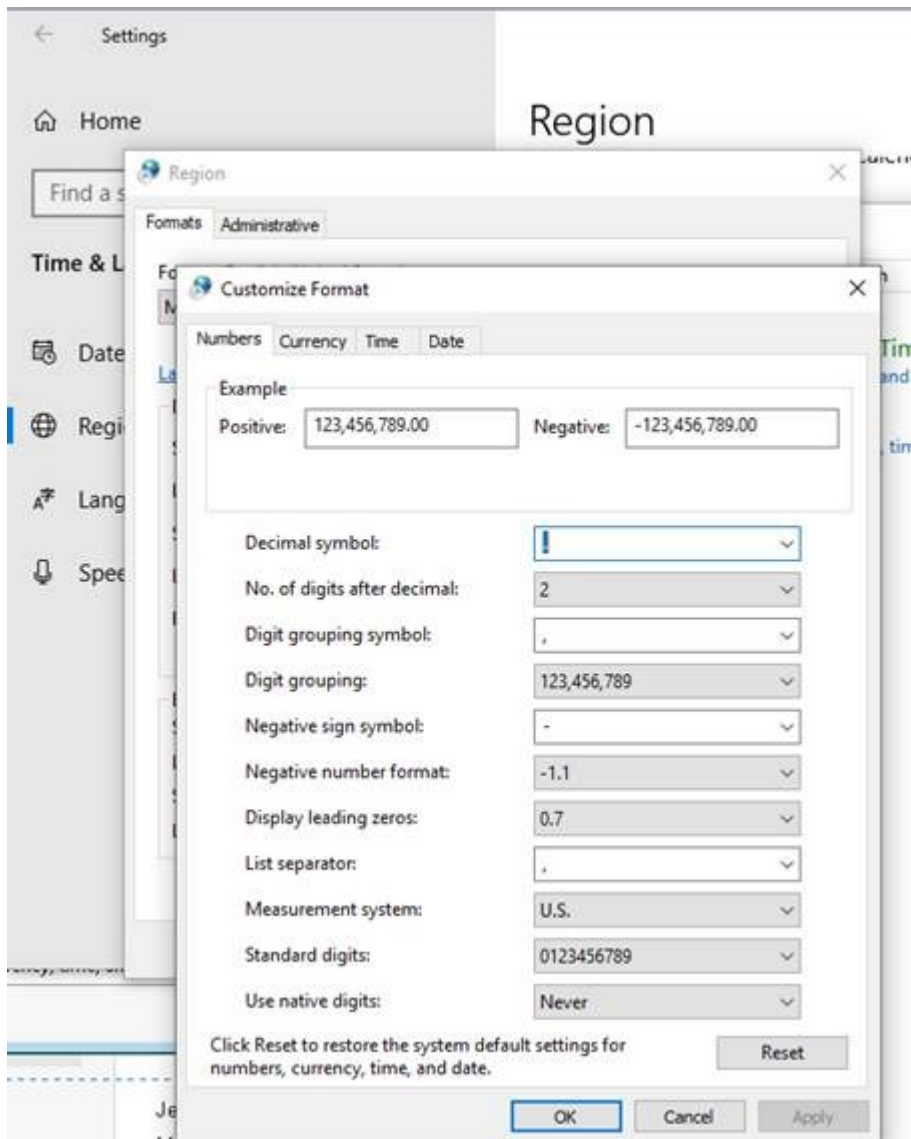 Settings
Home
Region
Region
Find a s
Formats
Administrative
Time & L
Customize Format
Numbers
Currency
Time
Date
Date
La
Example
Positive:
123,456,789.00
Negative:
-123,456,789.00
Regi
Lang
Spee
Decimal symbol:
.
No. of digits after decimal:
2
Digit grouping symbol:
,
Digit grouping:
123,456,789
Negative sign symbol:
-
Negative number format:
-1.1
Display leading zeros:
0.7
List separator:
,
Measurement system:
U.S.
Standard digits:
0123456789
Use native digits:
Never
Click Reset to restore the system default settings for
numbers, currency, time, and date.
Reset
Je
OK
Cancel
Apply